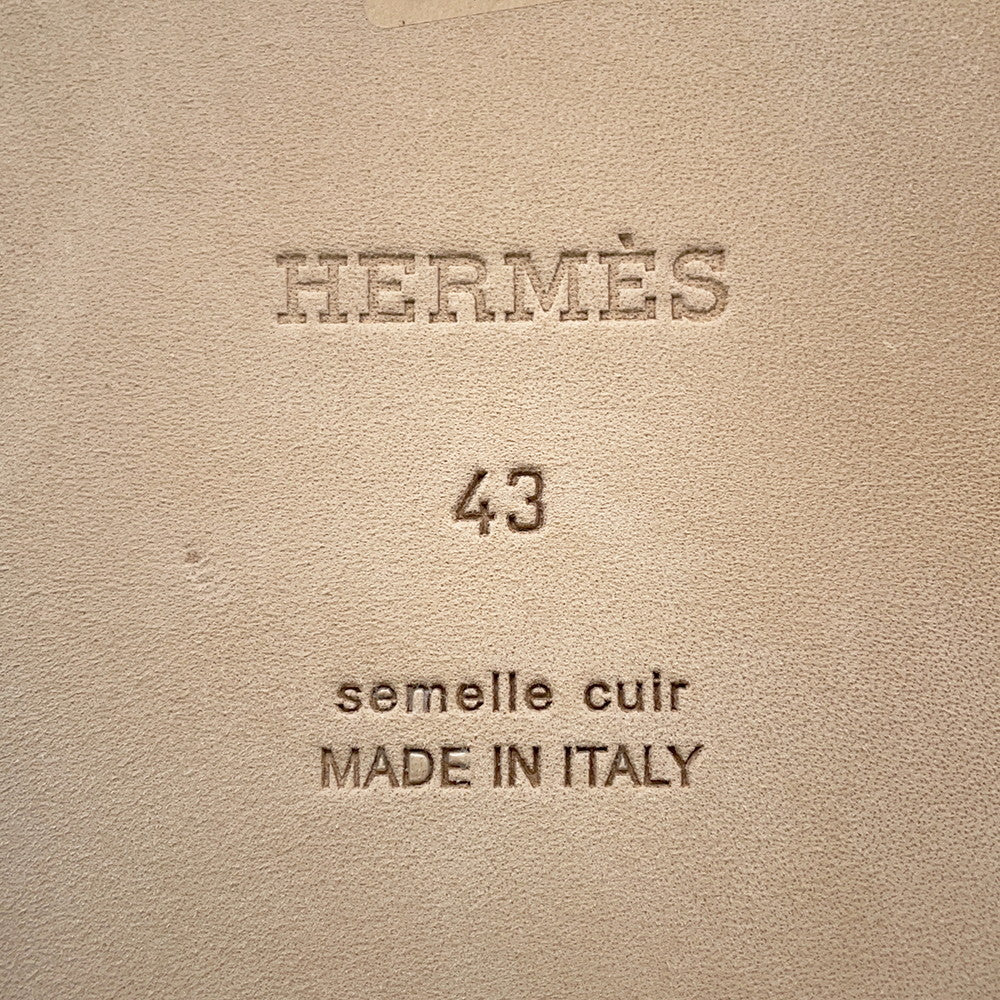 HERMÈS
43
semelle cuir
MADE IN ITALY